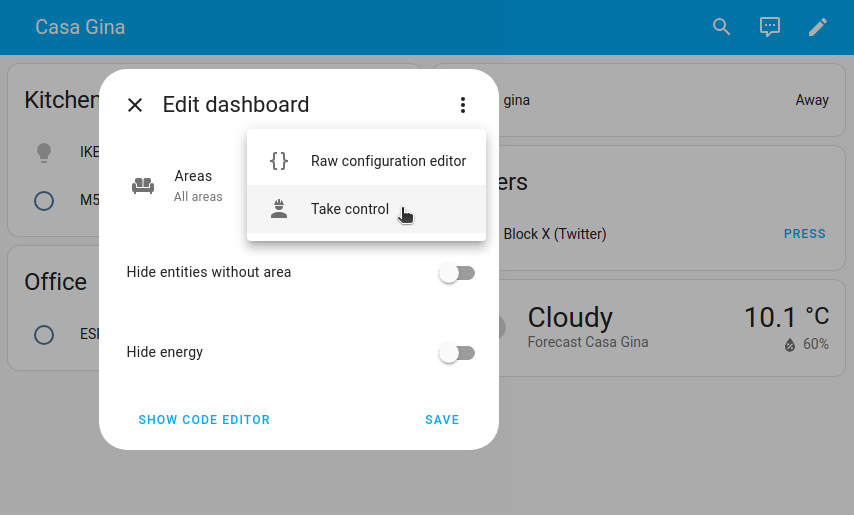 Casa Gina
Kitchen
IKE
M5
Office
ESI
Edit dashboard
Raw configuration editor
Take control
Areas
All areas
Hide entities without area
Hide energy
SHOW CODE EDITOR
SAVE
gina
Away
ers
Block X (Twitter)
PRESS
Cloudy
10.1 °C
Forecast Casa Gina
60%